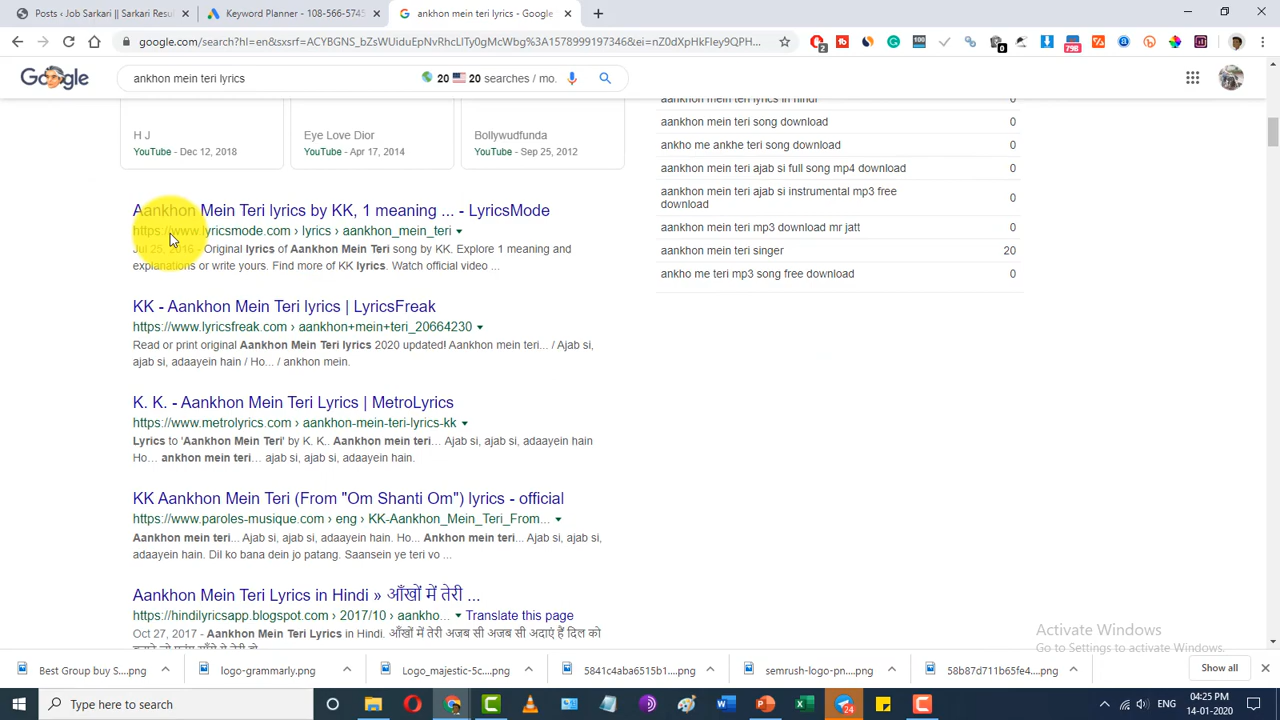 Posts ‹ Job Sarkari || Sarkari Resul
Keyword Planner - 108-566-5745
ankhon mein teri lyrics - Google
google.com/search?hl=en&sxsrf=
ankhon mein teri lyrics
20 20 searches / mo.
H J
YouTube - Dec 12, 2018
Eye Love Dior
YouTube - Apr 17, 2014
Bollywudfunda
YouTube - Sep 25, 2012
Aankhon Mein Teri lyrics by KK, 1 meaning ... - LyricsMode
https://www.lyricsmode.com › lyrics › aankhon_mein_teri
Jul 25, 2016 - Original lyrics of Aankhon Mein Teri song by KK. Explore 1 meaning and
explanations or write yours. Find more of KK lyrics. Watch official video ...
KK - Aankhon Mein Teri lyrics | LyricsFreak
https://www.lyricsfreak.com › aankhon+mein+teri_20664230
Read or print original Aankhon Mein Teri lyrics 2020 updated! Aankhon mein teri... / Ajab si,
ajab si, adaayein hain / Ho... / ankhon mein.
K. K. - Aankhon Mein Teri Lyrics | MetroLyrics
https://www.metrolyrics.com › aankhon-mein-teri-lyrics-kk
Lyrics to 'Aankhon Mein Teri' by K. K.. Aankhon mein teri... Ajab si, ajab si, adaayein hain
Ho... ankhon mein teri... ajab si, ajab si, adaayein hain.
KK Aankhon Mein Teri (From "Om Shanti Om") lyrics - official
https://www.paroles-musique.com › eng › KK-Aankhon_Mein_Teri_From...
Aankhon mein teri... Ajab si, ajab si, adaayein hain. Ho... Ankhon mein teri... Ajab si, ajab si,
adaayein hain. Dil ko bana dein jo patang. Saansein ye teri vo ...
Aankhon Mein Teri Lyrics in Hindi » आँखों में तेरी ...
https://hindilyricsapp.blogspot.com › 2017/10 › aankho... Translate this page
Oct 27, 2017 - Aankhon Mein Teri Lyrics in Hindi. आँखों में तेरी अजब सी अजब सी अदाएं हैं दिल को
aankhon mein teri lyrics in hindi 0
aankhon mein teri song download 0
ankho me ankhe teri song download 0
aankhon mein teri ajab si full song mp4 download 0
aankhon mein teri ajab si instrumental mp3 free
download 0
aankhon mein teri mp3 download mr jatt 0
aankhon mein teri singer 20
ankho me teri mp3 song free download 0
Activate Windows
Go to Settings to activate Windows.
Best Group buy S....png
logo-grammarly.png
Logo_majestic-5c....png
5841c4aba6515b1....png
semrush-logo-pn....png
58b87d711b65fe4....png
Show all
Type here to search
24
ENG
04:25 PM
14-01-2020